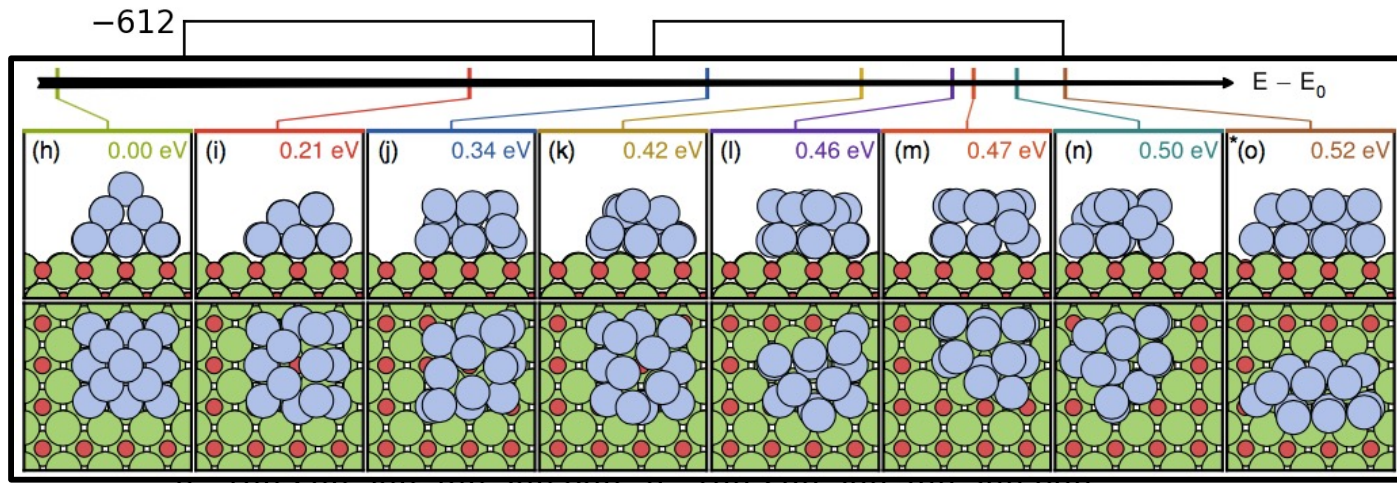 −612
E − E0
(h) 0.00 eV
(i) 0.21 eV
(j) 0.34 eV
(k) 0.42 eV
(l) 0.46 eV
(m) 0.47 eV
(n) 0.50 eV
*(o) 0.52 eV